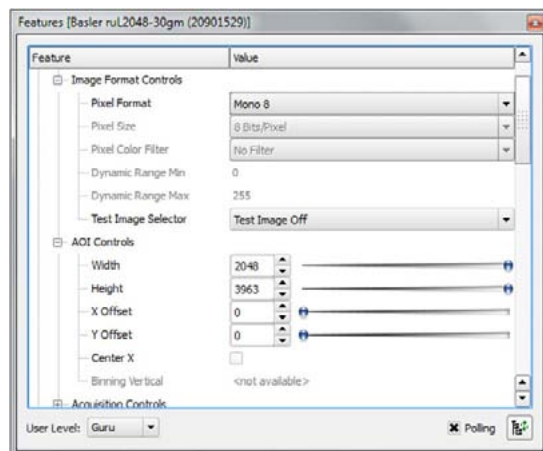 Features [Basler ruL2048-30gm (20901529)]
Feature Value
Image Format Controls
Pixel Format Mono 8
Pixel Size 8 Bits/Pixel
Pixel Color Filter No Filter
Dynamic Range Min 0
Dynamic Range Max 255
Test Image Selector Test Image Off
AOI Controls
Width 2048
Height 3963
X Offset 0
Y Offset 0
Center X
Binning Vertical <not available>
Acquisition Controls
User Level: Guru Polling